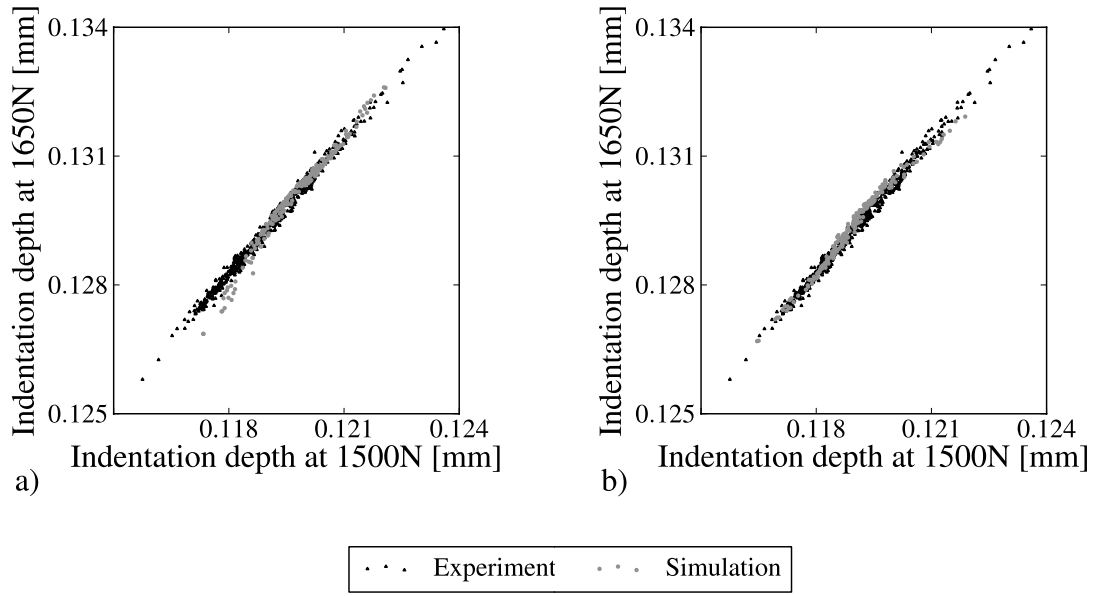 0.134
0.131
0.128
0.125
Indentation depth at 1650N [mm]
0.118
0.121
0.124
Indentation depth at 1500N [mm]
a)
0.134
0.131
0.128
0.125
Indentation depth at 1650N [mm]
0.118
0.121
0.124
Indentation depth at 1500N [mm]
b)
Experiment
Simulation